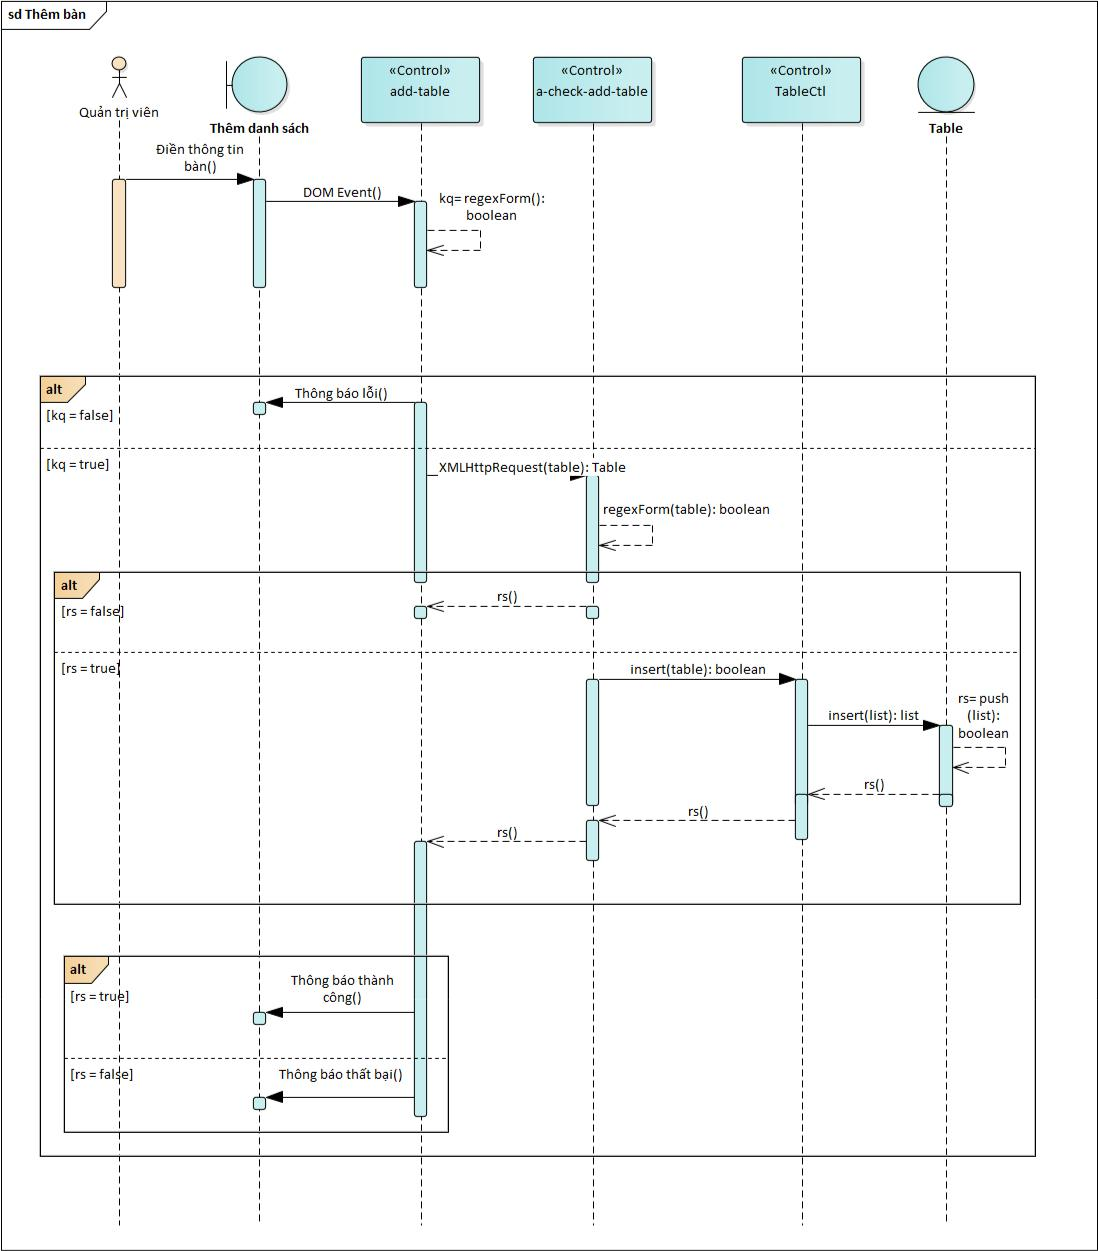 sd Thêm bàn
«Control»
add-table
«Control»
a-check-add-table
«Control»
TableCtl
Quản trị viên
Thêm danh sách
Table
Điền thông tin
bàn()
DOM Event()
kq= regexForm():
boolean
alt
[kq = false]
Thông báo lỗi()
[kq = true]
XMLHttpRequest(table): Table
regexForm(table): boolean
alt
[rs = false]
rs()
[rs = true]
insert(table): boolean
insert(list): list
rs= push
(list):
boolean
rs()
rs()
rs()
alt
[rs = true]
Thông báo thành
công()
[rs = false]
Thông báo thất bại()